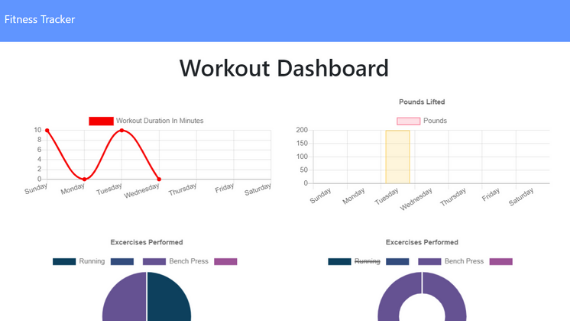 Fitness Tracker
Workout Dashboard
Workout Duration In Minutes
10
8
6
4
2
0
Sunday
Monday
Tuesday
Wednesday
Thursday
Friday
Saturday
Pounds Lifted
Pounds
200
150
100
50
0
Sunday
Monday
Tuesday
Wednesday
Thursday
Friday
Saturday
Excercises Performed
Running
Bench Press
Excercises Performed
Running
Bench Press